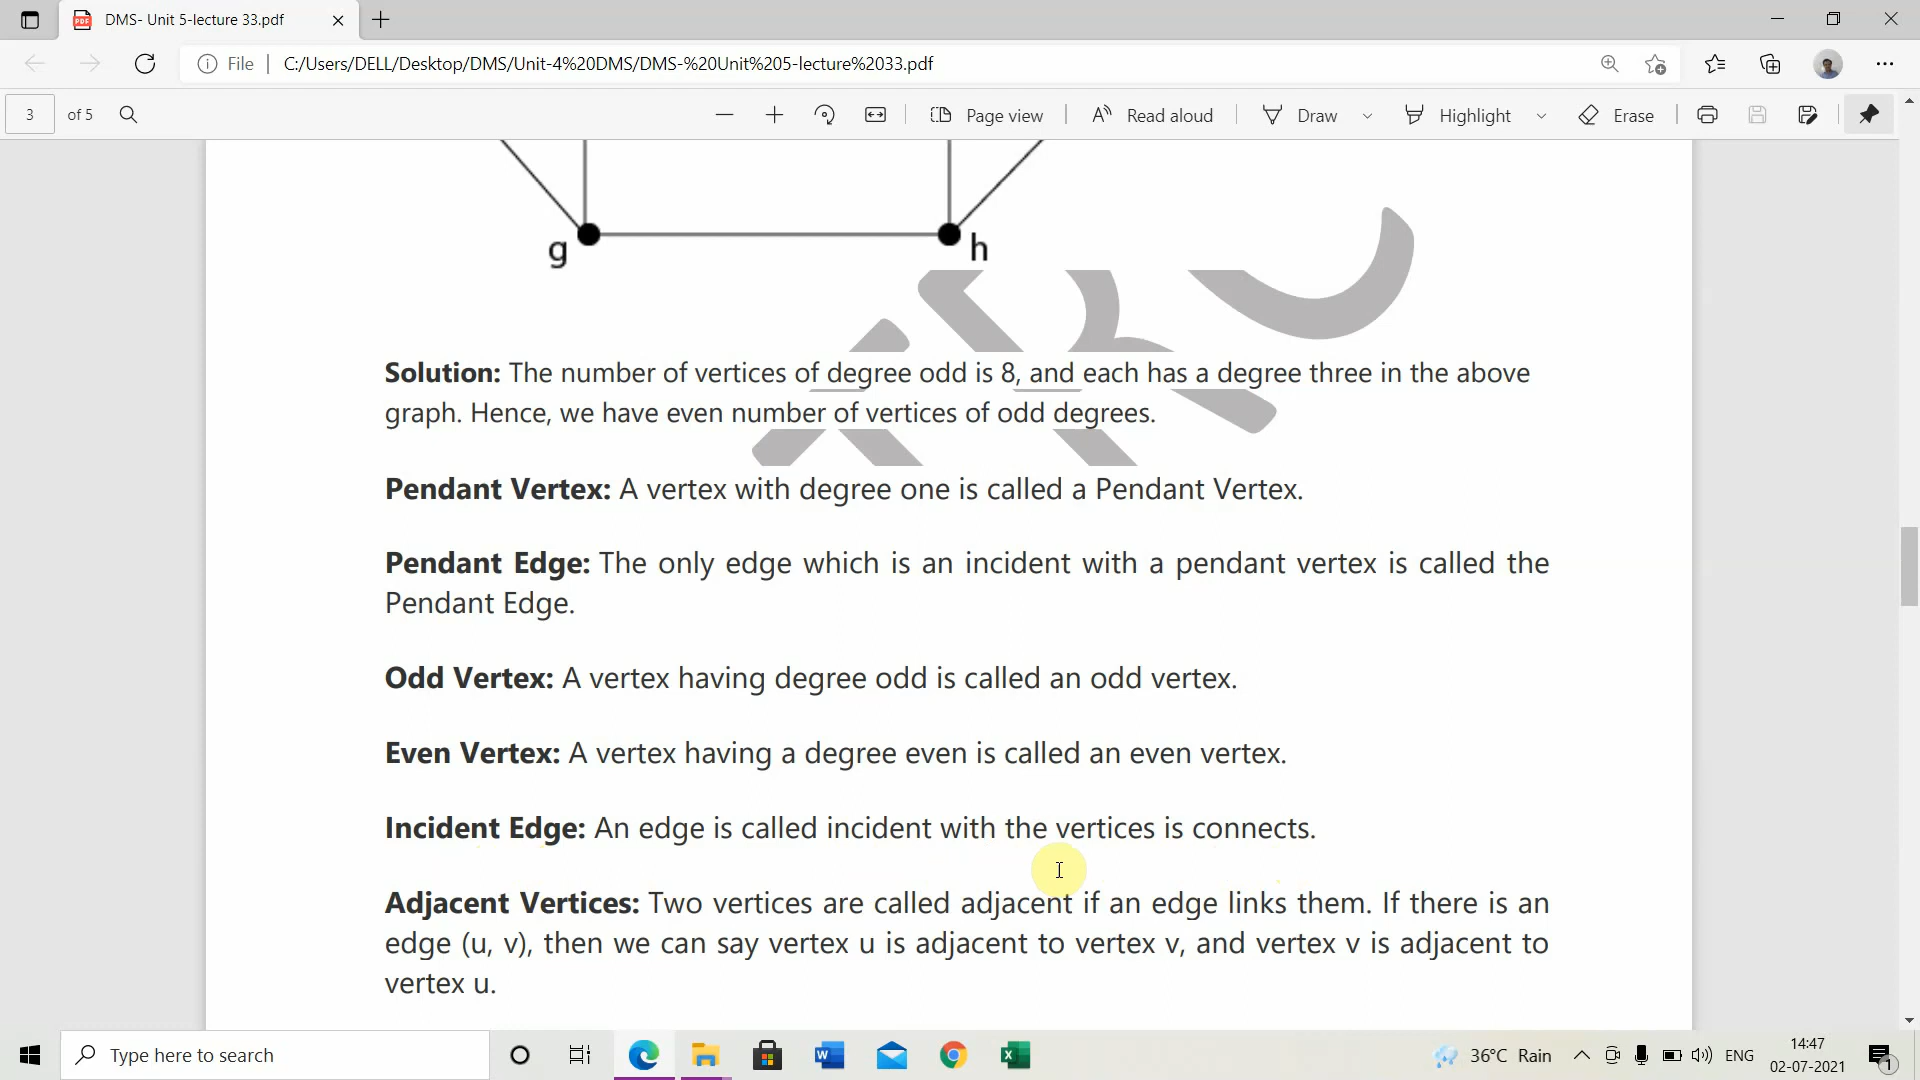 DMS- Unit 5-lecture 33.pdf
File
C:/Users/DELL/Desktop/DMS/Unit-4%20DMS/DMS-%20Unit%205-lecture%2033.pdf
3 of 5
Page view
Read aloud
Draw
Highlight
Erase
g
h
Solution: The number of vertices of degree odd is 8, and each has a degree three in the above
graph. Hence, we have even number of vertices of odd degrees.
Pendant Vertex: A vertex with degree one is called a Pendant Vertex.
Pendant Edge: The only edge which is an incident with a pendant vertex is called the
Pendant Edge.
Odd Vertex: A vertex having degree odd is called an odd vertex.
Even Vertex: A vertex having a degree even is called an even vertex.
Incident Edge: An edge is called incident with the vertices is connects.
Adjacent Vertices: Two vertices are called adjacent if an edge links them. If there is an
edge (u, v), then we can say vertex u is adjacent to vertex v, and vertex v is adjacent to
vertex u.
Type here to search
36°C Rain
ENG
14:47
02-07-2021
1